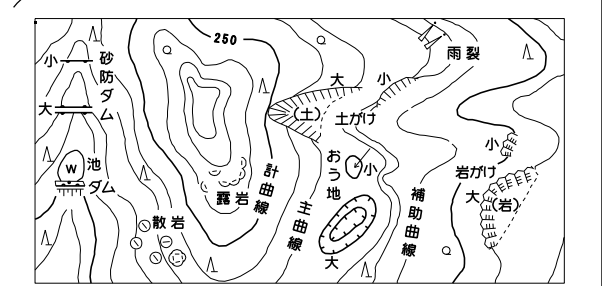 250
小
砂防ダム
大
W
池
ダム
散岩
露岩
計曲線
主曲線
大
小
(土)
土がけ
雨裂
おう地
小
大
補助曲線
小
岩がけ
大
(岩)